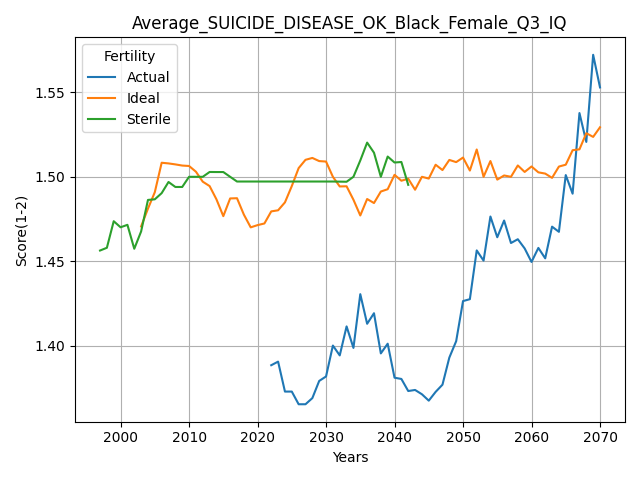 Average_SUICIDE_DISEASE_OK_Black_Female_Q3_IQ
Fertility
Actual
Ideal
Sterile
Score(1-2)
1.55
1.50
1.45
1.40
2000 2010 2020 2030 2040 2050 2060 2070
Years